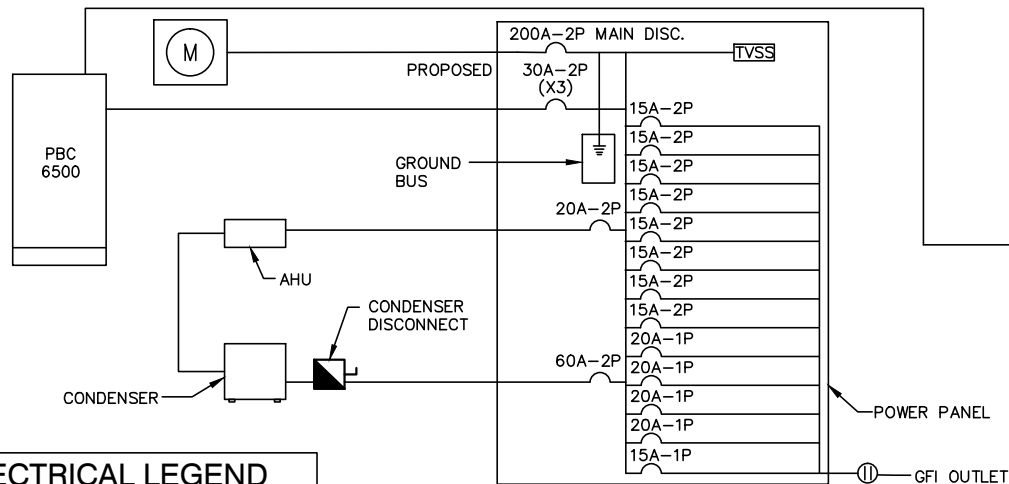 200A-2P MAIN DISC.
M
TVSS
PROPOSED
30A-2P
(X3)
15A-2P
15A-2P
PBC
6500
GROUND
BUS
15A-2P
15A-2P
20A-2P
15A-2P
15A-2P
AHU
15A-2P
CONDENSER
DISCONNECT
15A-2P
20A-1P
60A-2P
20A-1P
CONDENSER
20A-1P
POWER PANEL
20A-1P
15A-1P
ECTRICAL LEGEND
GFI OUTLET